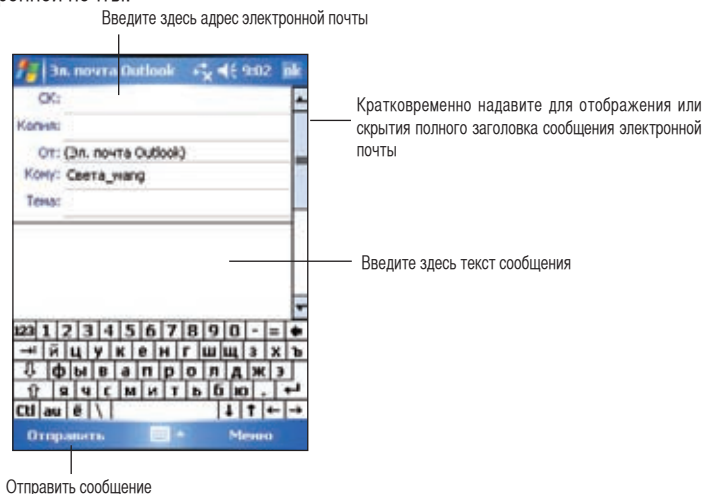 Введите здесь адрес электронной почты
Эл. почта Outlook 9:02 ok
СК:
Копия:
От: (Эл. почта Outlook)
Кому: Света_wang
Тема:
Кратковременно надавите для отображения или
скрытия полного заголовка сообщения электронной
почты
Введите здесь текст сообщения
123 1 2 3 4 5 6 7 8 9 0 - =
й ц у к е н г ш щ з х ъ
ф ы в а п р о л д ж э
я ч с м и т ь б ю .
Ctl au ё \
Отправить Меню
Отправить сообщение